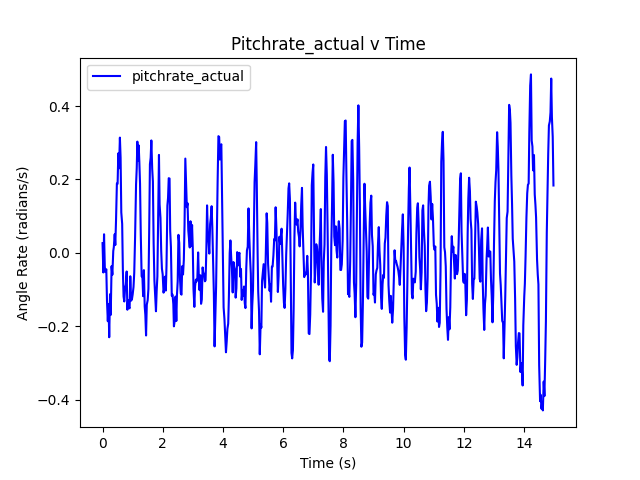 Pitchrate_actual v Time
pitchrate_actual
Angle Rate (radians/s)
0.4
0.2
0.0
−0.2
−0.4
0 2 4 6 8 10 12 14
Time (s)